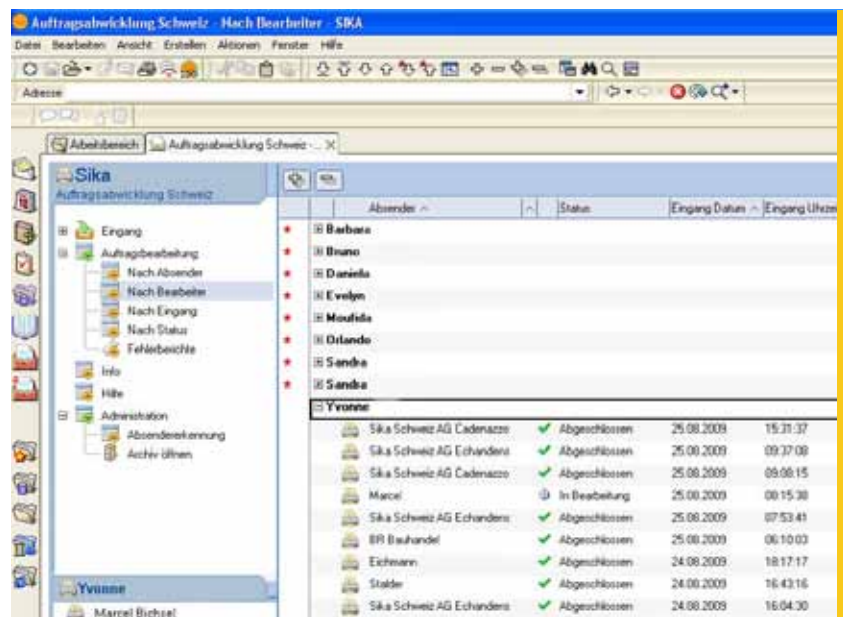 Auftragsabwicklung Schweiz - Nach Bearbeiter - SIKA
Datei Bearbeiten Ansicht Erstellen Aktionen Fenster Hilfe
Adresse
Arbeitsbereich Auftragsabwicklung Schweiz - ... X
Sika
Auftragsabwicklung Schweiz
Absender Status Eingang Datum Eingang Uhrzei
Eingang
Auftragsbearbeitung
Nach Absender
Nach Bearbeiter
Nach Eingang
Nach Status
Fehlerberichte
Info
Hilfe
Administration
Absendererkennung
Archiv öffnen
Barbara
Bruno
Daniela
Evelyn
Moufida
Orlando
Sandra
Sandra
Yvonne
Sika Schweiz AG Cadenazzo Abgeschlossen 25.08.2009 15:31:37
Sika Schweiz AG Echandens Abgeschlossen 25.08.2009 09:37:08
Sika Schweiz AG Cadenazzo Abgeschlossen 25.08.2009 09:08:15
Marcel In Bearbeitung 25.08.2009 08:15:38
Sika Schweiz AG Echandens Abgeschlossen 25.08.2009 07:53:41
BR Bauhandel Abgeschlossen 25.08.2009 06:10:03
Eichmann Abgeschlossen 24.08.2009 18:17:17
Stalder Abgeschlossen 24.08.2009 16:43:16
Sika Schweiz AG Echandens Abgeschlossen 24.08.2009 16:04:30
Yvonne
Marcel Bichsel